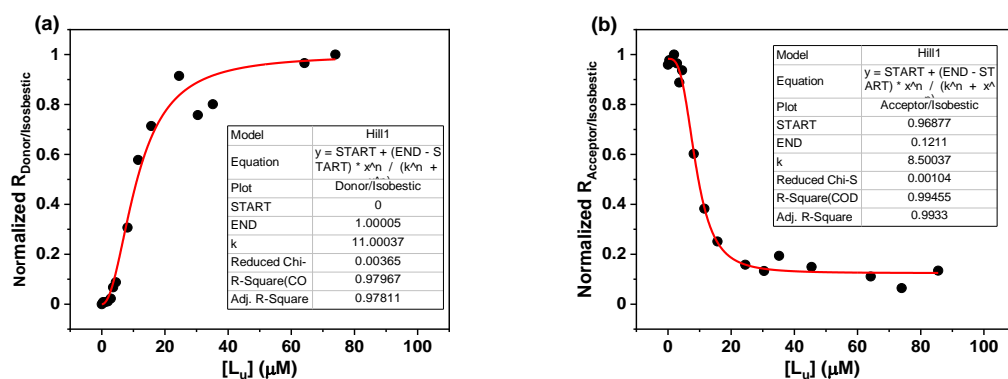 (a)
Normalized R_Donor/Isosbestic
1
0.8
0.6
0.4
0.2
0
0
20
40
60
80
100
[L_u] (μM)
Model Hill1
Equation y = START + (END - S
TART) * x^n / (k^n +
Plot Donor/Isobestic
START 0
END 1.00005
k 11.00037
Reduced Chi- 0.00365
R-Square(CO 0.97967
Adj. R-Square 0.97811
(b)
Normalized R_Acceptor/Isosbestic
1
0.8
0.6
0.4
0.2
0
0
20
40
60
80
100
[L_u] (μM)
Model Hill1
Equation y = START + (END - ST
ART) * x^n / (k^n + x^
Plot Acceptor/Isobestic
START 0.96877
END 0.1211
k 8.50037
Reduced Chi-S 0.00104
R-Square(COD 0.99455
Adj. R-Square 0.9933